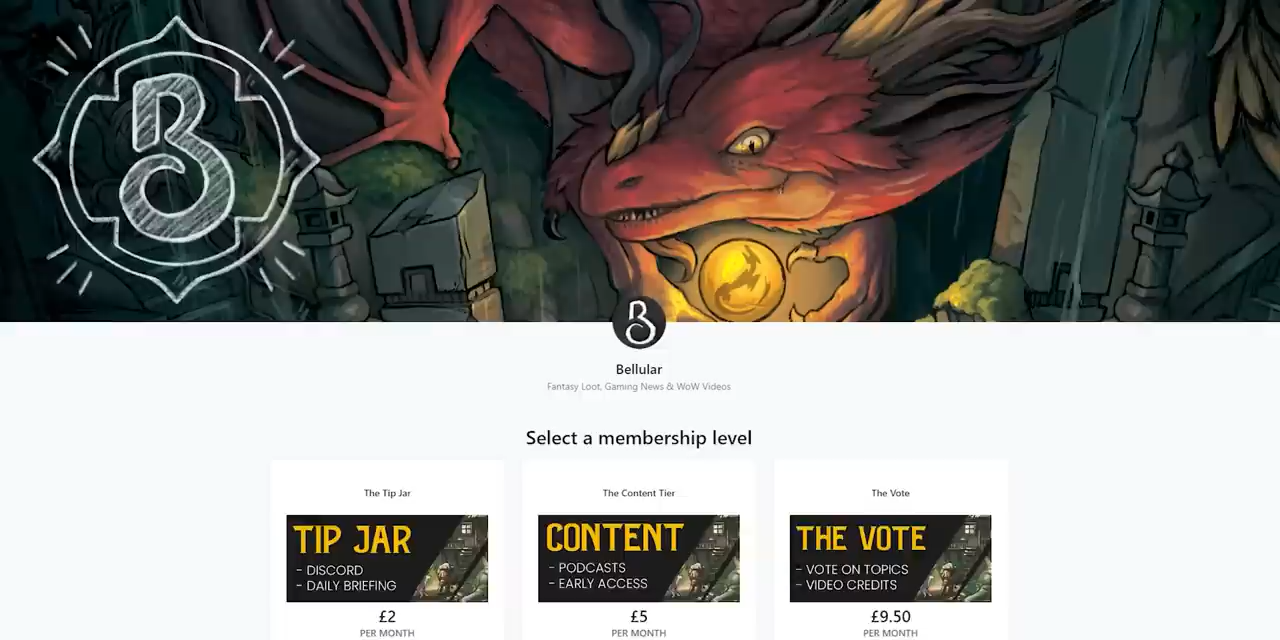 B
B
Bellular
Fantasy Loot, Gaming News & WoW Videos
Select a membership level
The Tip Jar
TIP JAR
- DISCORD
- DAILY BRIEFING
£2
PER MONTH
The Content Tier
CONTENT
- PODCASTS
- EARLY ACCESS
£5
PER MONTH
The Vote
THE VOTE
- VOTE ON TOPICS
- VIDEO CREDITS
£9.50
PER MONTH